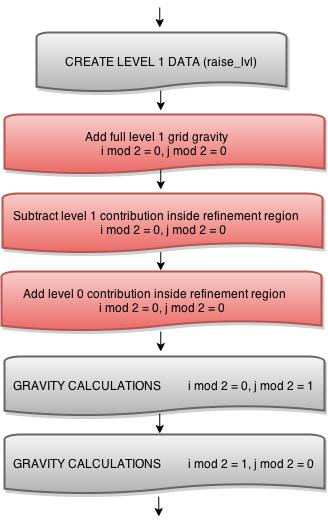 CREATE LEVEL 1 DATA (raise_lvl)
Add full level 1 grid gravity
i mod 2 = 0, j mod 2 = 0
Subtract level 1 contribution inside refinement region
i mod 2 = 0, j mod 2 = 0
Add level 0 contribution inside refinement region
i mod 2 = 0, j mod 2 = 0
GRAVITY CALCULATIONS i mod 2 = 0, j mod 2 = 1
GRAVITY CALCULATIONS i mod 2 = 1, j mod 2 = 0